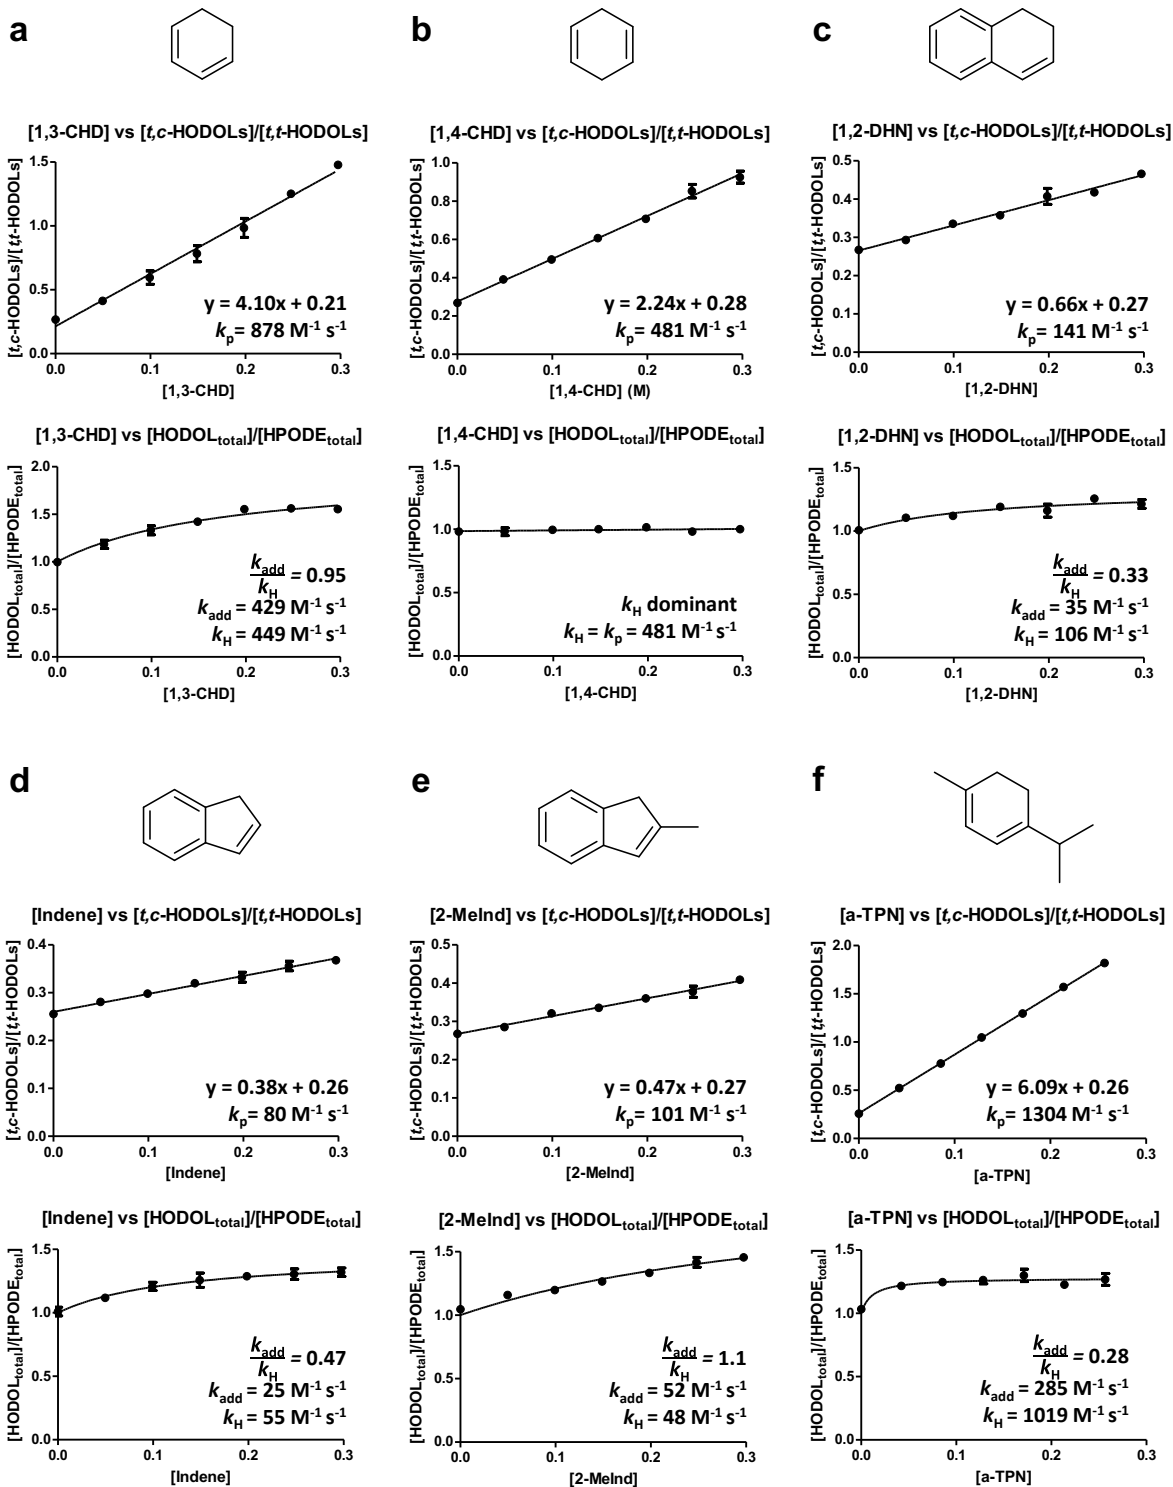 a
[1,3-CHD] vs [t,c-HODOLs]/[t,t-HODOLs]
[t,c-HODOLs]/[t,t-HODOLs]
1.5
1.0
0.5
0.0
y = 4.10x + 0.21
kp= 878 M-1 s-1
0.0 0.1 0.2 0.3
[1,3-CHD]
[1,3-CHD] vs [HODOLtotal]/[HPODEtotal]
[HODOLtotal]/[HPODEtotal]
2.0
1.5
1.0
0.5
0.0
kadd
kH
= 0.95
kadd = 429 M-1 s-1
kH = 449 M-1 s-1
0.0 0.1 0.2 0.3
[1,3-CHD]
b
[1,4-CHD] vs [t,c-HODOLs]/[t,t-HODOLs]
[t,c-HODOLs]/[t,t-HODOLs]
1.0
0.8
0.6
0.4
0.2
0.0
y = 2.24x + 0.28
kp= 481 M-1 s-1
0.0 0.1 0.2 0.3
[1,4-CHD] (M)
[1,4-CHD] vs [HODOLtotal]/[HPODEtotal]
[HODOLtotal]/[HPODEtotal]
1.5
1.0
0.5
0.0
kH dominant
kH = kp = 481 M-1 s-1
0.0 0.1 0.2 0.3
[1,4-CHD]
c
[1,2-DHN] vs [t,c-HODOLs]/[t,t-HODOLs]
[t,c-HODOLs]/[t,t-HODOLs]
0.5
0.4
0.3
0.2
0.1
0.0
y = 0.66x + 0.27
kp= 141 M-1 s-1
0.0 0.1 0.2 0.3
[1,2-DHN]
[1,2-DHN] vs [HODOLtotal]/[HPODEtotal]
[HODOLtotal]/[HPODEtotal]
1.5
1.0
0.5
0.0
kadd
kH
= 0.33
kadd = 35 M-1 s-1
kH = 106 M-1 s-1
0.0 0.1 0.2 0.3
[1,2-DHN]
d
[Indene] vs [t,c-HODOLs]/[t,t-HODOLs]
[t,c-HODOLs]/[t,t-HODOLs]
0.4
0.3
0.2
0.1
0.0
y = 0.38x + 0.26
kp= 80 M-1 s-1
0.0 0.1 0.2 0.3
[Indene]
[Indene] vs [HODOLtotal]/[HPODEtotal]
[HODOLtotal]/[HPODEtotal]
1.5
1.0
0.5
0.0
kadd
kH
= 0.47
kadd = 25 M-1 s-1
kH = 55 M-1 s-1
0.0 0.1 0.2 0.3
[Indene]
e
[2-MeInd] vs [t,c-HODOLs]/[t,t-HODOLs]
[t,c-HODOLs]/[t,t-HODOLs]
0.5
0.4
0.3
0.2
0.1
0.0
y = 0.47x + 0.27
kp= 101 M-1 s-1
0.0 0.1 0.2 0.3
[2-MeInd]
[2-MeInd] vs [HODOLtotal]/[HPODEtotal]
[HODOLtotal]/[HPODEtotal]
1.5
1.0
0.5
0.0
kadd
kH
= 1.1
kadd = 52 M-1 s-1
kH = 48 M-1 s-1
0.0 0.1 0.2 0.3
[2-MeInd]
f
[a-TPN] vs [t,c-HODOLs]/[t,t-HODOLs]
[t,c-HODOLs]/[t,t-HODOLs]
2.0
1.5
1.0
0.5
0.0
y = 6.09x + 0.26
kp= 1304 M-1 s-1
0.0 0.1 0.2 0.3
[a-TPN]
[a-TPN] vs [HODOLtotal]/[HPODEtotal]
[HODOLtotal]/[HPODEtotal]
1.5
1.0
0.5
0.0
kadd
kH
= 0.28
kadd = 285 M-1 s-1
kH = 1019 M-1 s-1
0.0 0.1 0.2 0.3
[a-TPN]